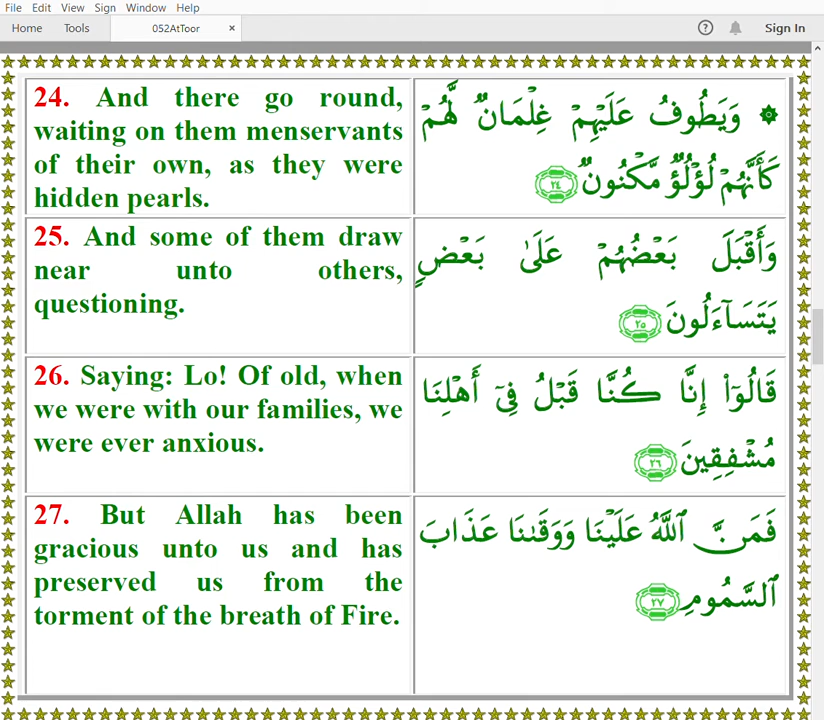 File Edit View Sign Window Help
Home Tools 052AtToor × ? Sign In
24. And there go round,
waiting on them menservants
of their own, as they were
hidden pearls.
۞ وَيَطُوفُ عَلَيْهِمْ غِلْمَانٌ لَّهُمْ
كَأَنَّهُمْ لُؤْلُؤٌ مَّكْنُونٌ ٢٤
25. And some of them draw
near unto others,
questioning.
وَأَقْبَلَ بَعْضُهُمْ عَلَىٰ بَعْضٍ
يَتَسَآءَلُونَ ٢٥
26. Saying: Lo! Of old, when
we were with our families, we
were ever anxious.
قَالُوٓا۟ إِنَّا كُنَّا قَبْلُ فِىٓ أَهْلِنَا
مُشْفِقِينَ ٢٦
27. But Allah has been
gracious unto us and has
preserved us from the
torment of the breath of Fire.
فَمَنَّ ٱللَّهُ عَلَيْنَا وَوَقَىٰنَا عَذَابَ
ٱلسَّمُومِ ٢٧